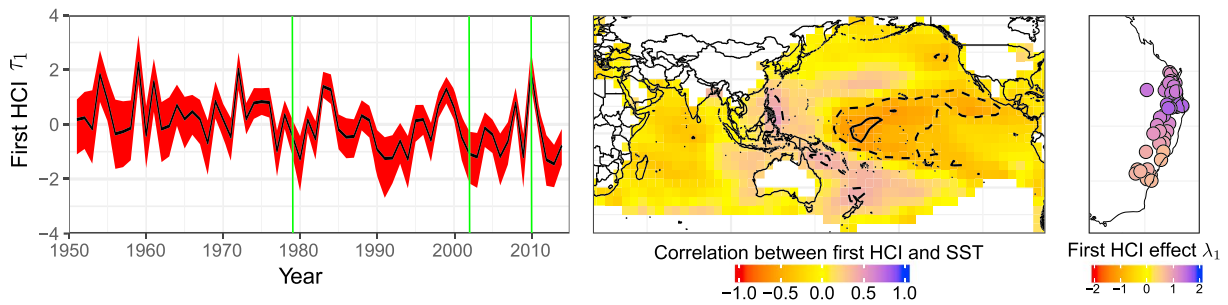 4
2
0
−2
−4
First HCI τ₁
1950 1960 1970 1980 1990 2000 2010
Year
Correlation between first HCI and SST
−1.0 −0.5 0.0 0.5 1.0
First HCI effect λ₁
−2 −1 0 1 2